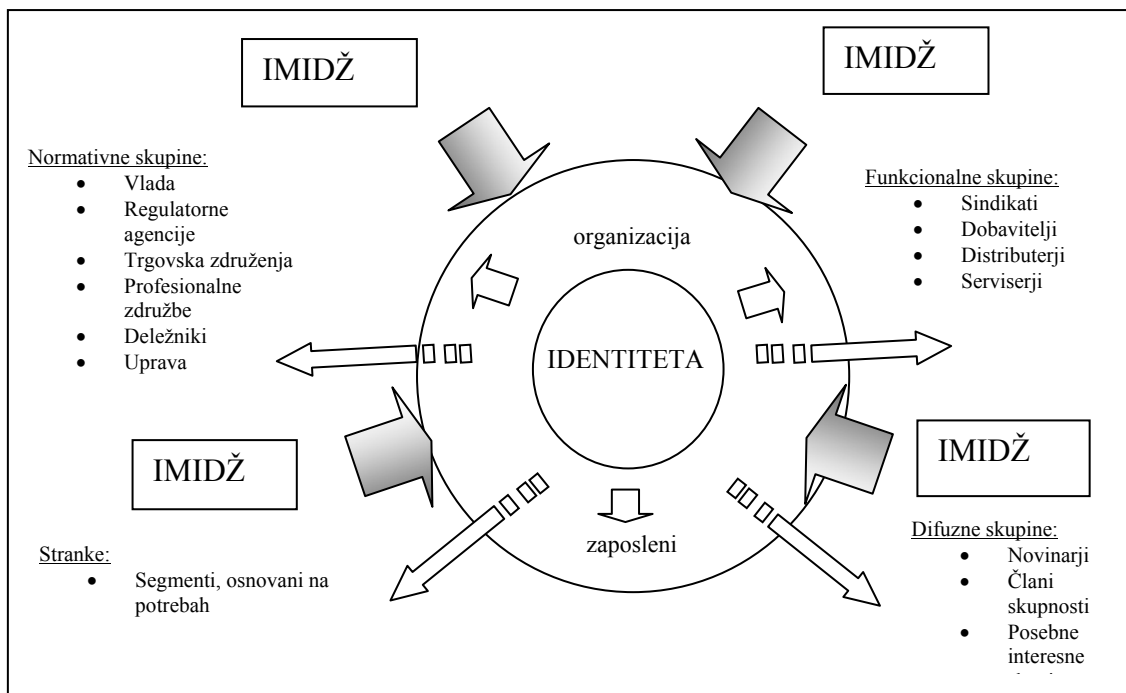 IMIDŽ
IMIDŽ
Normativne skupine:
• Vlada
• Regulatorne
agencije
• Trgovska združenja
• Profesionalne
združbe
• Deležniki
• Uprava
Funkcionalne skupine:
• Sindikati
• Dobavitelji
• Distributerji
• Serviserji
organizacija
IDENTITETA
zaposleni
IMIDŽ
IMIDŽ
Stranke:
• Segmenti, osnovani na
potrebah
Difuzne skupine:
• Novinarji
• Člani
skupnosti
• Posebne
interesne